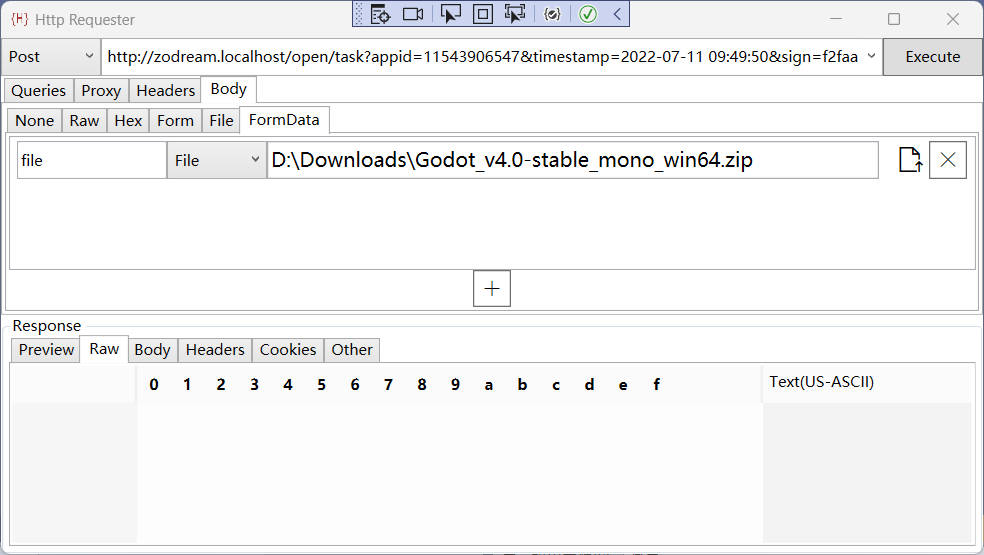 {H} Http Requester
Post http://zodream.localhost/open/task?appid=11543906547&timestamp=2022-07-11 09:49:50&sign=f2faa Execute
Queries Proxy Headers Body
None Raw Hex Form File FormData
file File D:\Downloads\Godot_v4.0-stable_mono_win64.zip
Response
Preview Raw Body Headers Cookies Other
0 1 2 3 4 5 6 7 8 9 a b c d e f Text(US-ASCII)